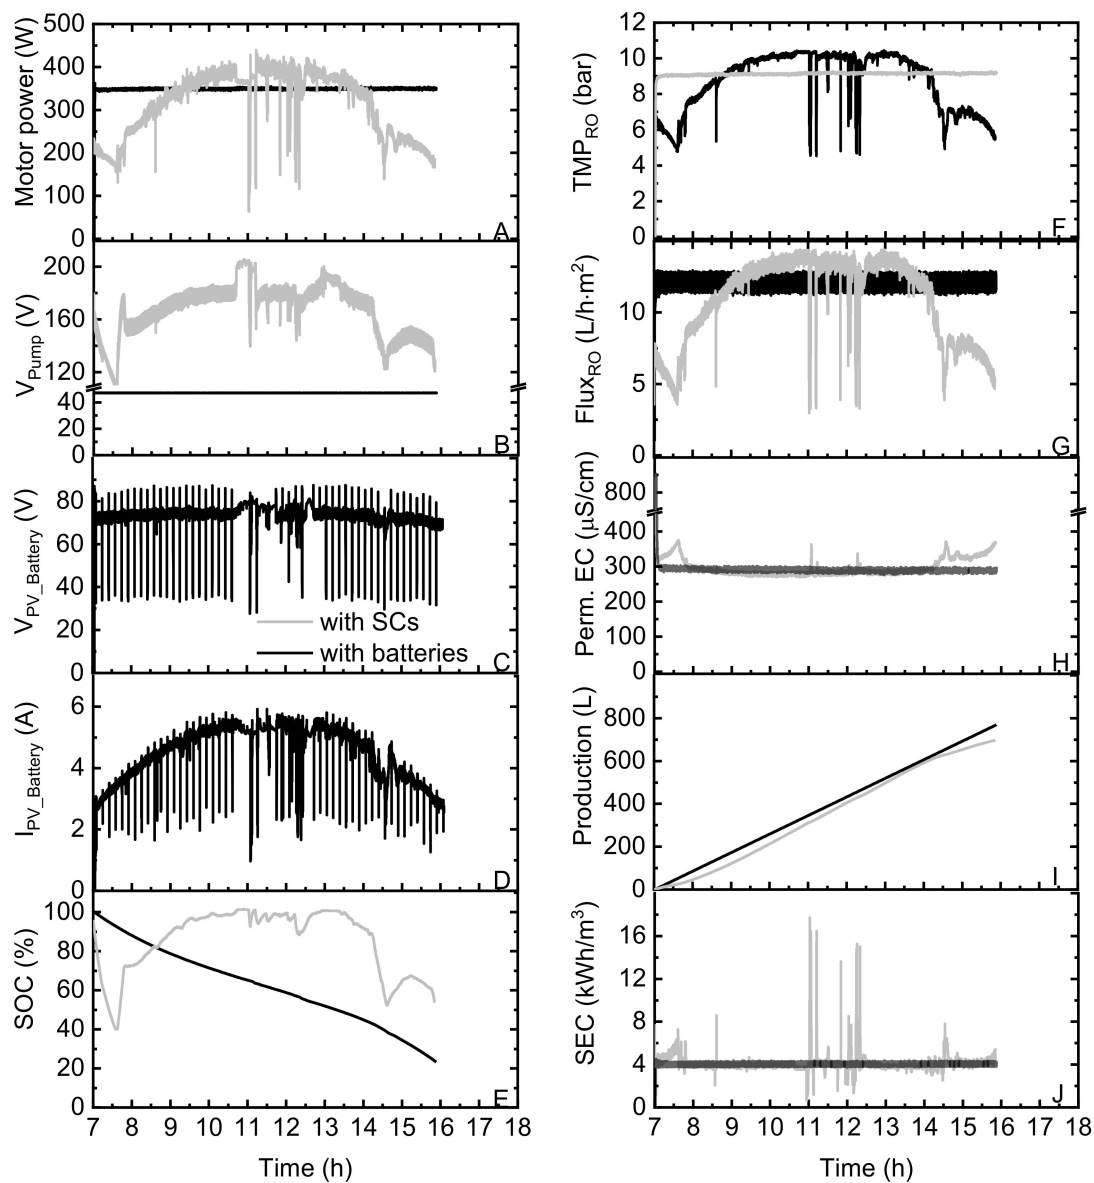 500
400
300
200
100
0
Motor power (W)
A
200
160
120
40
20
0
V_Pump (V)
B
80
60
40
20
0
V_PV_Battery (V)
with SCs
with batteries
C
6
4
2
0
I_PV_Battery (A)
D
100
80
60
40
20
0
SOC (%)
E
7 8 9 10 11 12 13 14 15 16 17 18
Time (h)
12
10
8
6
4
2
0
TMP_RO (bar)
F
10
5
0
Flux_RO (L/h·m²)
G
800
400
300
200
100
0
Perm. EC (µS/cm)
H
800
600
400
200
0
Production (L)
I
16
12
8
4
0
SEC (kWh/m³)
J
7 8 9 10 11 12 13 14 15 16 17 18
Time (h)